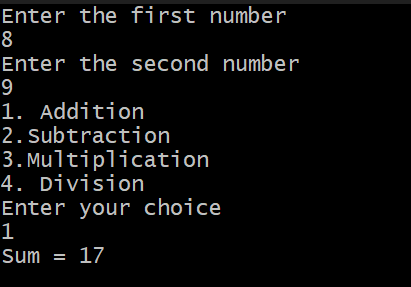 Enter the first number
8
Enter the second number
9
1. Addition
2.Subtraction
3.Multiplication
4. Division
Enter your choice
1
Sum = 17